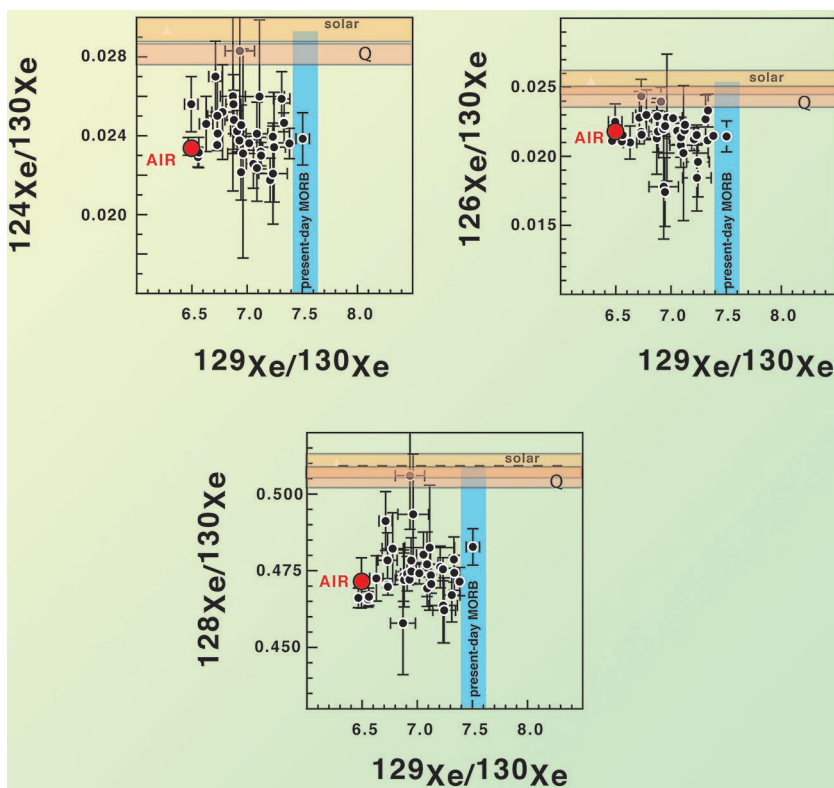 solar
Q
0.028
0.024
0.020
AIR
present-day MORB
124Xe/130Xe
6.5 7.0 7.5 8.0
129Xe/130Xe
solar
Q
0.025
0.020
0.015
AIR
present-day MORB
126Xe/130Xe
6.5 7.0 7.5 8.0
129Xe/130Xe
solar
Q
0.500
0.475
0.450
AIR
present-day MORB
128Xe/130Xe
6.5 7.0 7.5 8.0
129Xe/130Xe